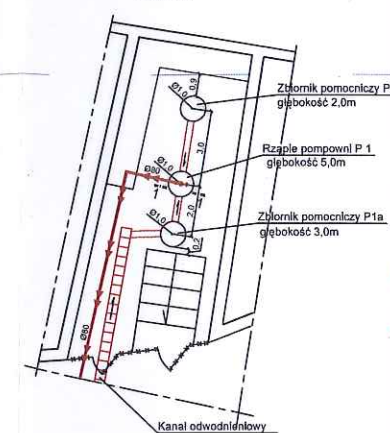 0,9
Zbiornik pomocniczy P
głębokość 2,0m
Ø1,0
3,0
Rząpie pompowni P 1
głębokość 5,0m
Ø1,0
Ø80
2,0
Zbiornik pomocniczy P1a
głębokość 3,0m
Ø1,0
0,2
Ø80
Kanał odwodnieniowy